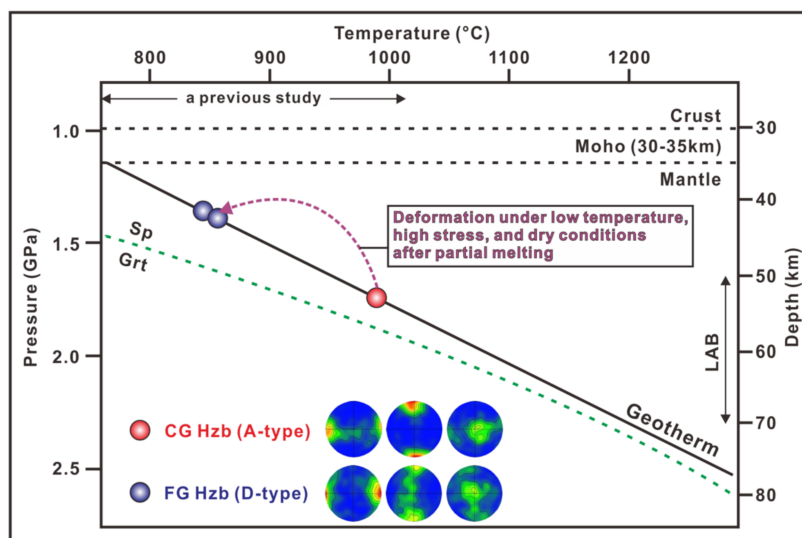 Temperature (°C)
800 900 1000 1100 1200
a previous study
Crust
1.0
30
Moho (30-35km)
Mantle
40
Deformation under low temperature,
high stress, and dry conditions
after partial melting
Sp
1.5
Grt
50
Pressure (GPa)
Depth (km)
LAB
2.0
60
CG Hzb (A-type)
Geotherm
70
2.5
FG Hzb (D-type)
80